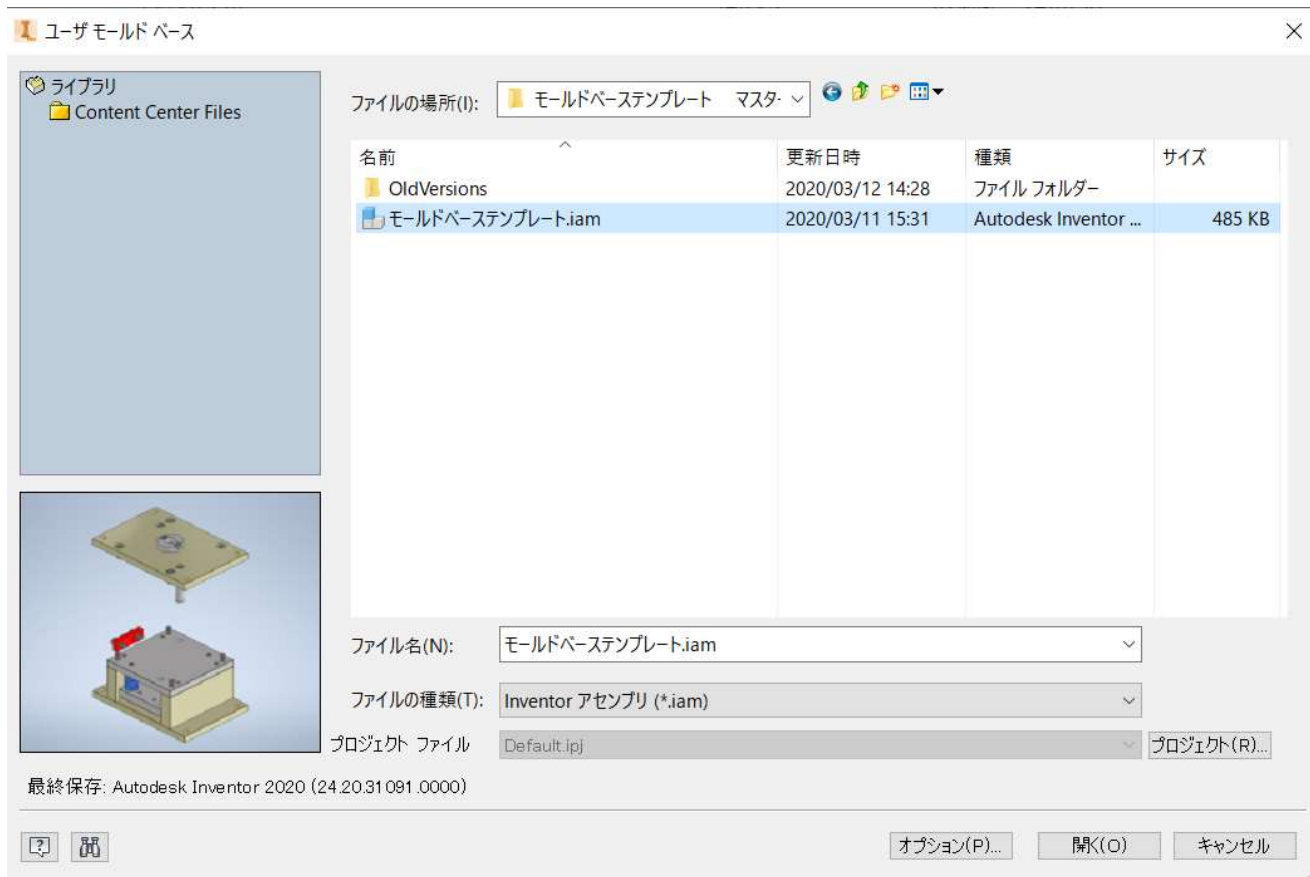 ユーザ モールド ベース
ライブラリ
Content Center Files
ファイルの場所(I):
モールドベーステンプレート　マスター
名前 更新日時 種類 サイズ
OldVersions 2020/03/12 14:28 ファイル フォルダー
モールドベーステンプレート.iam 2020/03/11 15:31 Autodesk Inventor ... 485 KB
ファイル名(N): モールドベーステンプレート.iam
ファイルの種類(T): Inventor アセンブリ (*.iam)
プロジェクト ファイル Default.ipj プロジェクト(R)...
最終保存: Autodesk Inventor 2020 (24.20.31091.0000)
オプション(P)... 開く(O) キャンセル